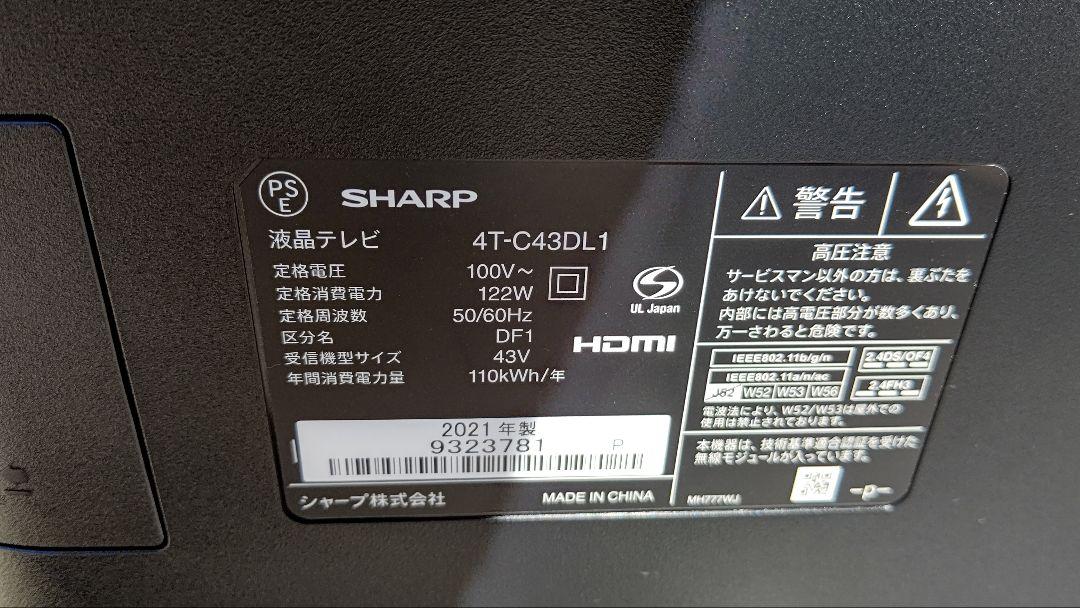 PS
E
SHARP
液晶テレビ 4T-C43DL1
定格電圧 100V～
定格消費電力 122W
定格周波数 50/60Hz
区分名 DF1
受信機型サイズ 43V
年間消費電力量 110kWh/年
UL Japan
HDMI
2021 年製
9323781 P
シャープ株式会社 MADE IN CHINA
警告
高圧注意
サービスマン以外の方は、裏ぶたを
あけないでください。
内部には高電圧部分が数多くあり、
万一さわると危険です。
IEEE802.11b/g/n
2.4DS/OF4
IEEE802.11a/n/ac
J52 W52 W53 W56
2.4FH3
電波法により、W52/W53は屋外での
使用は禁止されております。
本機器は、技術基準適合認証を受けた
無線モジュールが入っています。
MH777WJ